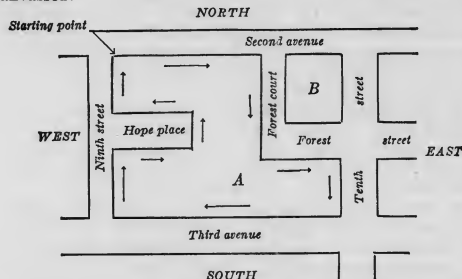 NORTH
Starting point
Second avenue
Forest court
B
street
WEST
Ninth street
Hope place
Forest
street
EAST
A
Tenth
Third avenue
SOUTH